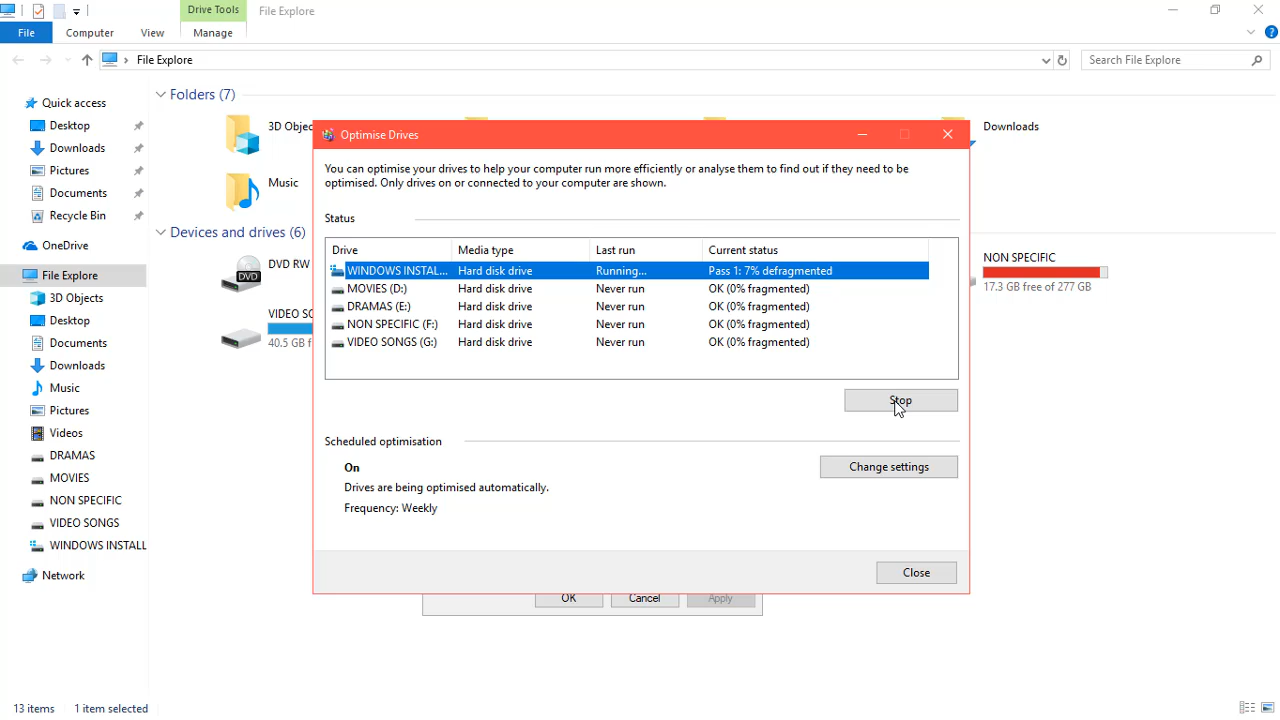 Drive Tools
File Explore
File
Computer
View
Manage
File Explore
Search File Explore
Quick access
Desktop
Downloads
Pictures
Documents
Recycle Bin
OneDrive
File Explore
3D Objects
Desktop
Documents
Downloads
Music
Pictures
Videos
DRAMAS
MOVIES
NON SPECIFIC
VIDEO SONGS
WINDOWS INSTALL
Network
Folders (7)
3D Obje
Downloads
Music
Devices and drives (6)
DVD RW
DVD
NON SPECIFIC
17.3 GB free of 277 GB
VIDEO SO
40.5 GB f
Optimise Drives
You can optimise your drives to help your computer run more efficiently or analyse them to find out if they need to be
optimised. Only drives on or connected to your computer are shown.
Status
Drive Media type Last run Current status
WINDOWS INSTAL... Hard disk drive Running... Pass 1: 7% defragmented
MOVIES (D:) Hard disk drive Never run OK (0% fragmented)
DRAMAS (E:) Hard disk drive Never run OK (0% fragmented)
NON SPECIFIC (F:) Hard disk drive Never run OK (0% fragmented)
VIDEO SONGS (G:) Hard disk drive Never run OK (0% fragmented)
Stop
Scheduled optimisation
On
Change settings
Drives are being optimised automatically.
Frequency: Weekly
Close
OK Cancel Apply
13 items 1 item selected